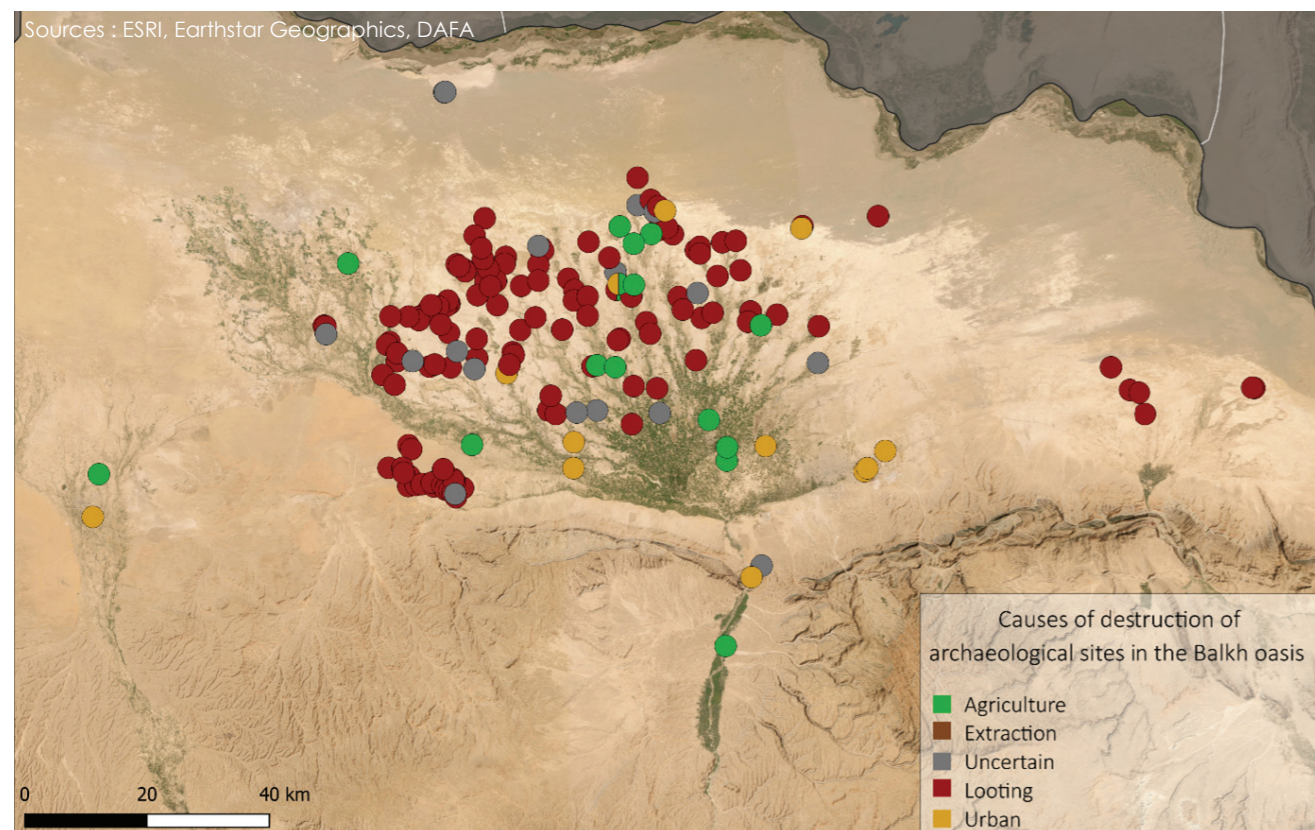 Sources : ESRI, Earthstar Geographics, DAFA
Causes of destruction of
archaeological sites in the Balkh oasis
Agriculture
Extraction
Uncertain
Looting
Urban
0 20 40 km